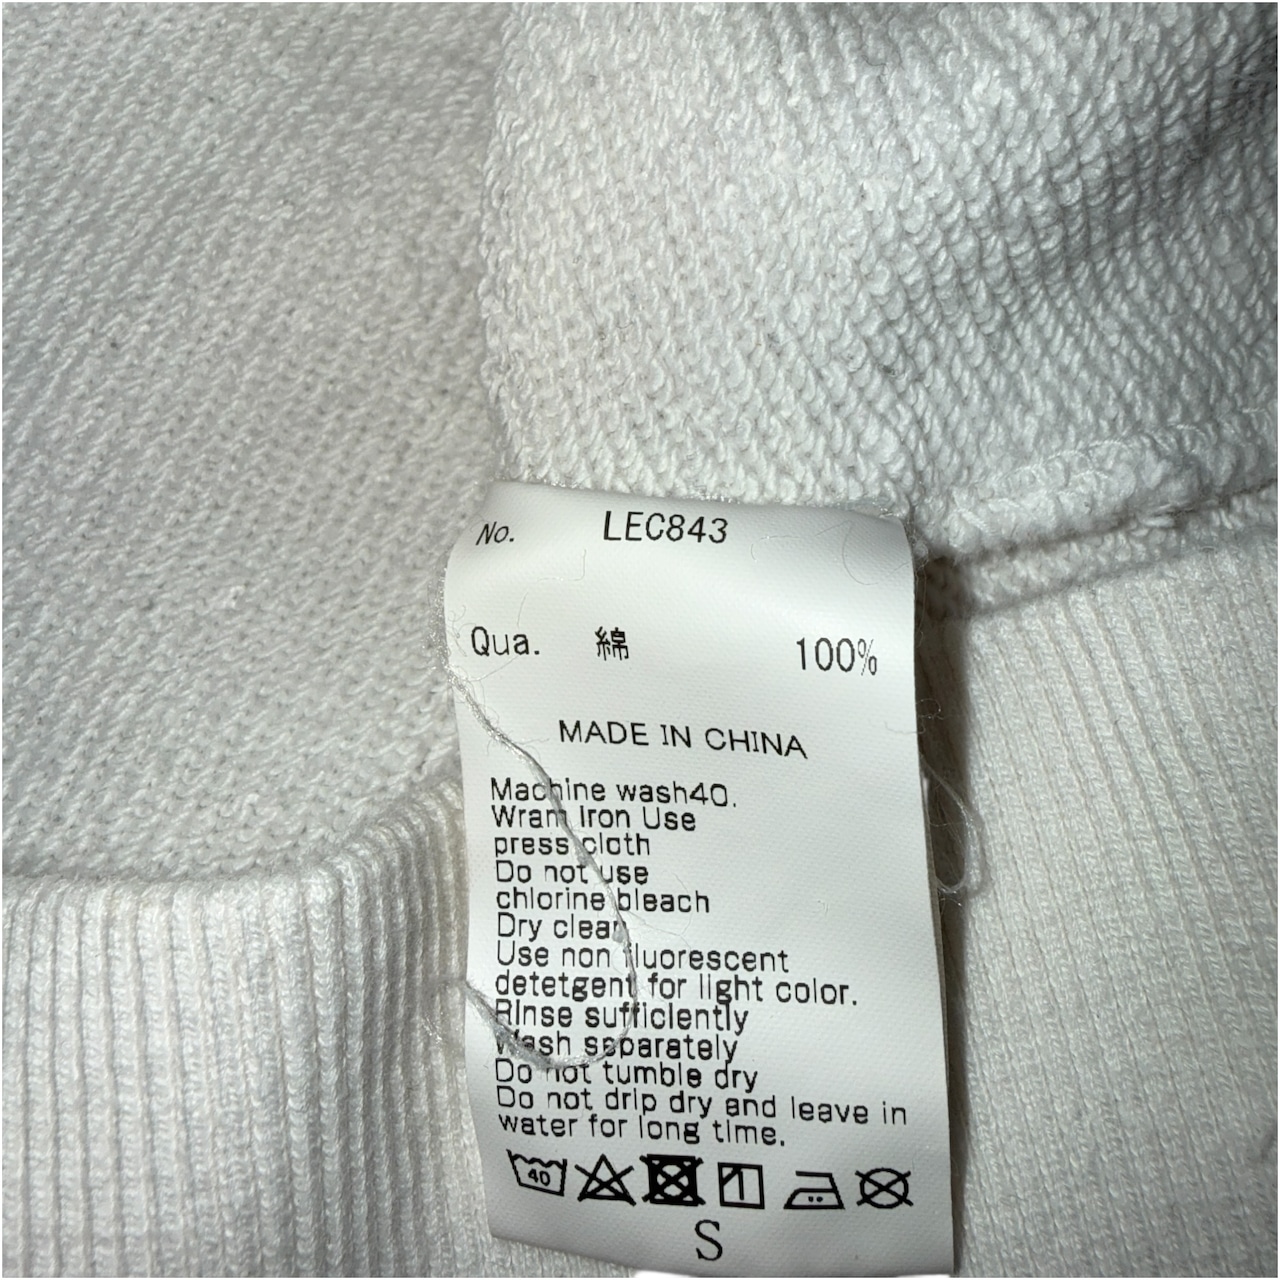 No. LEC843
Qua. 綿 100%
MADE IN CHINA
Machine wash40.
Wram Iron Use
press cloth
Do not use
chlorine bleach
Dry clean
Use non fluorescent
detetgent for light color.
Rinse sufficiently
Wash separately
Do not tumble dry
Do not drip dry and leave in
water for long time.
40
S